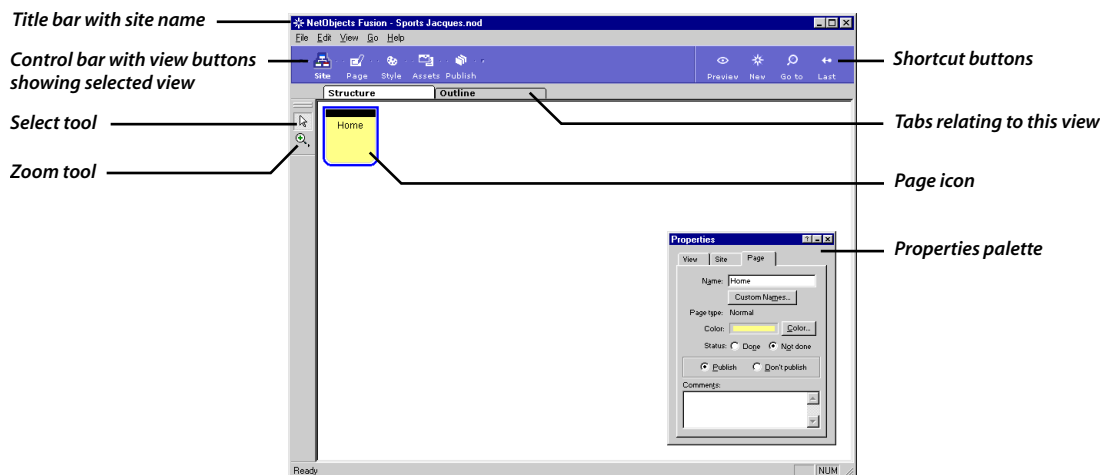 Title bar with site name
NetObjects Fusion - Sports Jacques.nod
File Edit View Go Help
Control bar with view buttons
showing selected view
Site Page Style Assets Publish
Preview New Go to Last
Shortcut buttons
Structure Outline
Select tool
Home
Tabs relating to this view
Zoom tool
Page icon
Properties
Properties palette
View Site Page
Name: Home
Custom Names...
Page type: Normal
Color: Color...
Status: Done Not done
Publish Don't publish
Comments:
Ready NUM